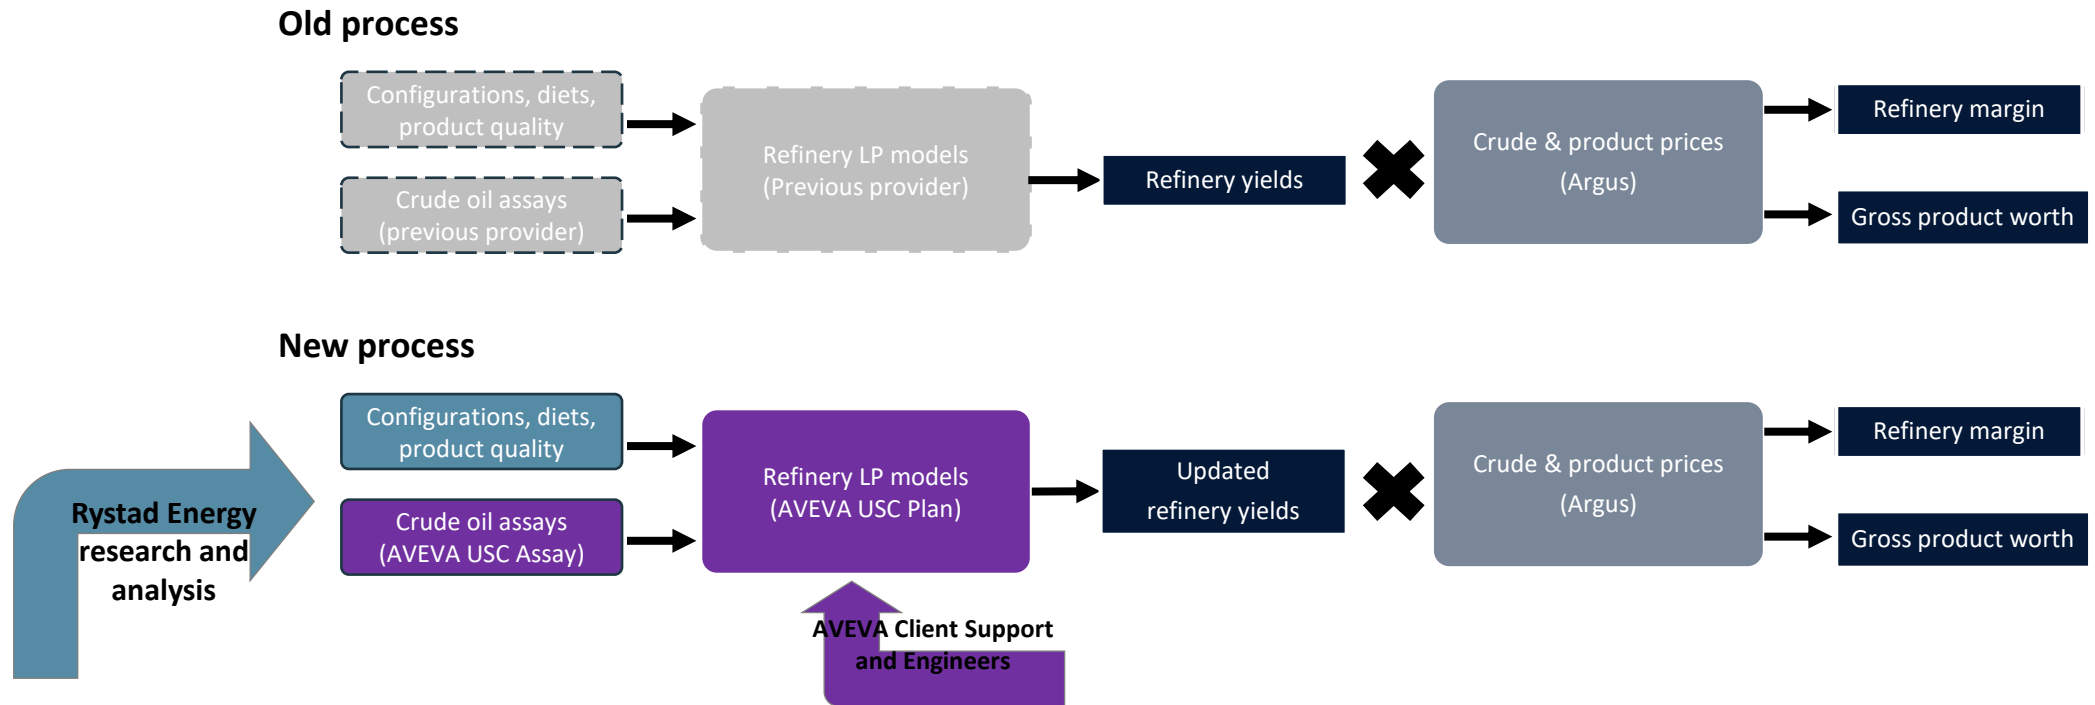 Old process
Configurations, diets,
product quality
Crude oil assays
(previous provider)
Refinery LP models
(Previous provider)
Refinery yields
Crude & product prices
(Argus)
Refinery margin
Gross product worth
New process
Rystad Energy
research and
analysis
Configurations, diets,
product quality
Crude oil assays
(AVEVA USC Assay)
Refinery LP models
(AVEVA USC Plan)
AVEVA Client Support
and Engineers
Updated
refinery yields
Crude & product prices
(Argus)
Refinery margin
Gross product worth